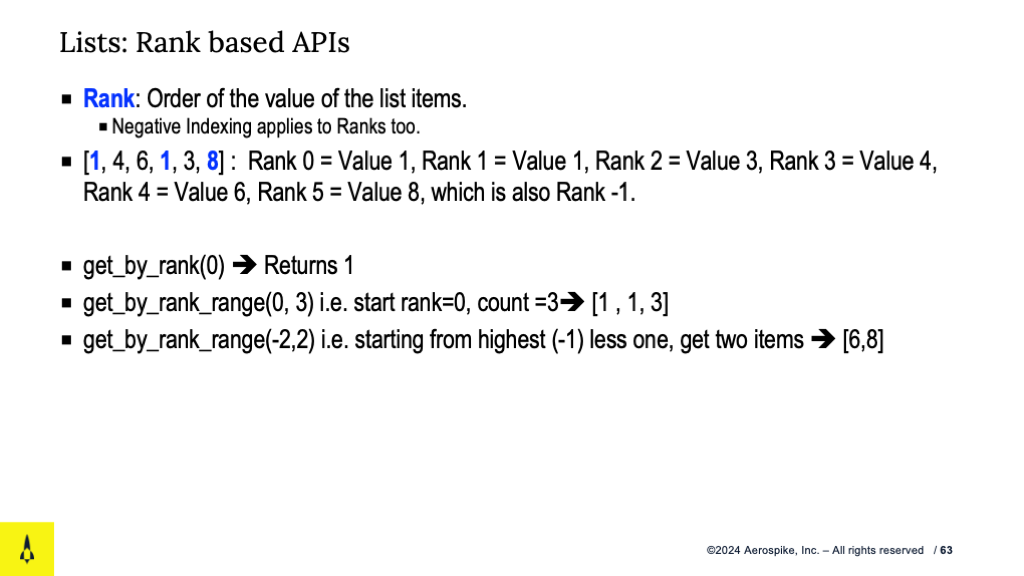 Lists: Rank based APIs
▪ Rank: Order of the value of the list items.
▪ Negative Indexing applies to Ranks too.
▪ [1, 4, 6, 1, 3, 8] : Rank 0 = Value 1, Rank 1 = Value 1, Rank 2 = Value 3, Rank 3 = Value 4,
Rank 4 = Value 6, Rank 5 = Value 8, which is also Rank -1.
▪ get_by_rank(0) ➔ Returns 1
▪ get_by_rank_range(0, 3) i.e. start rank=0, count =3➔ [1 , 1, 3]
▪ get_by_rank_range(-2,2) i.e. starting from highest (-1) less one, get two items ➔ [6,8]
©2024 Aerospike, Inc. – All rights reserved / 63